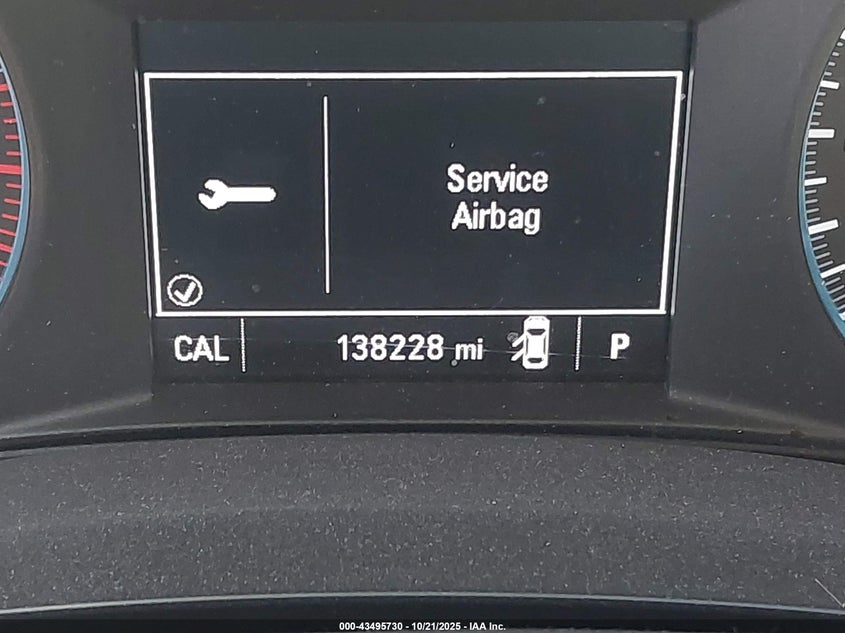 Service
Airbag
CAL 138228 mi P
000-43495730 - 10/21/2025 - IAA Inc.